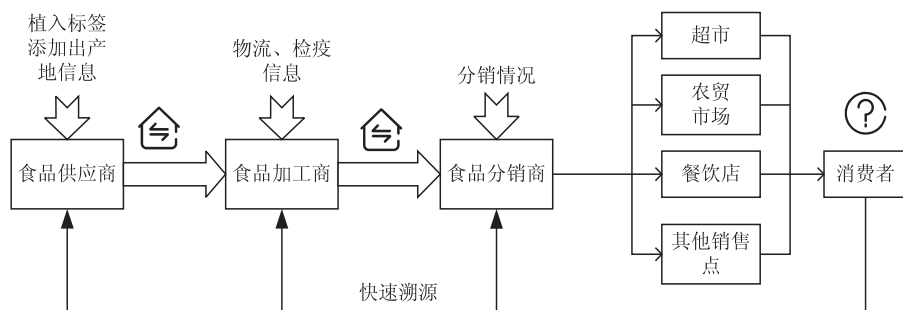 植入标签
添加出产
地信息
物流、检疫
信息
分销情况
食品供应商
食品加工商
食品分销商
超市
农贸
市场
餐饮店
其他销售
点
?
消费者
快速溯源